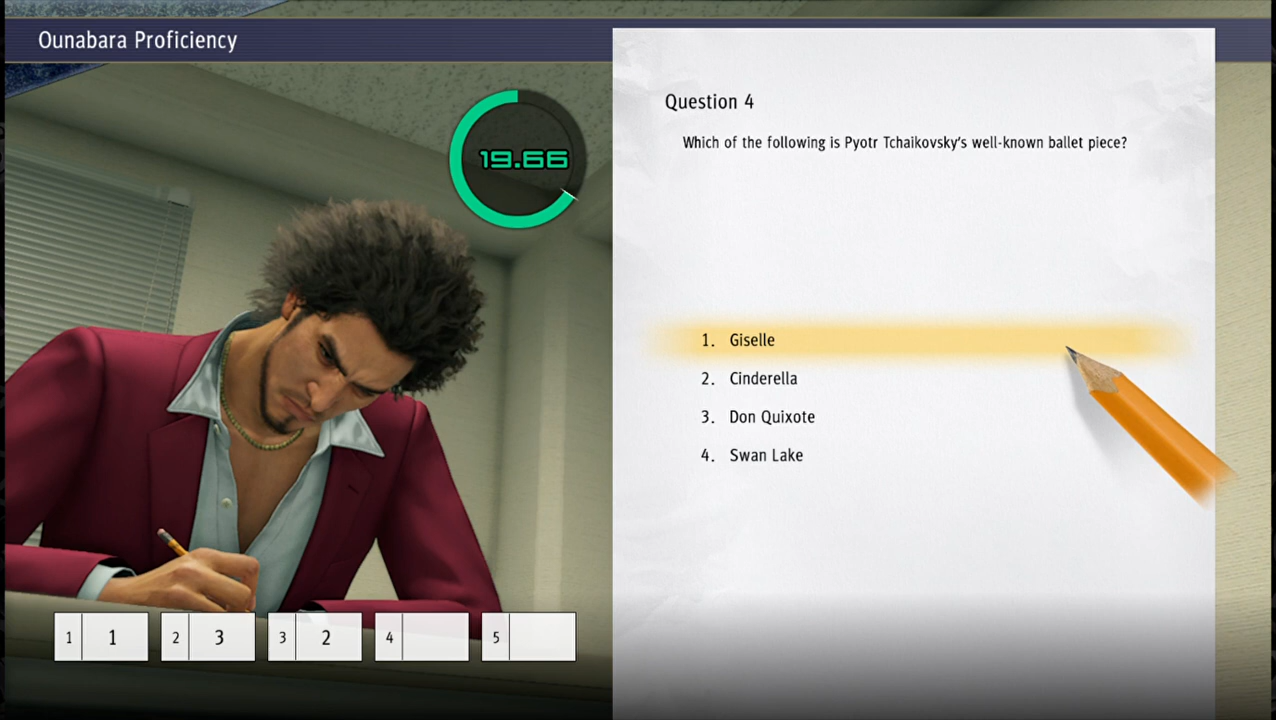 Ounabara Proficiency
19.66
Question 4
Which of the following is Pyotr Tchaikovsky's well-known ballet piece?
1. Giselle
2. Cinderella
3. Don Quixote
4. Swan Lake
1 1 2 3 3 2 4 5